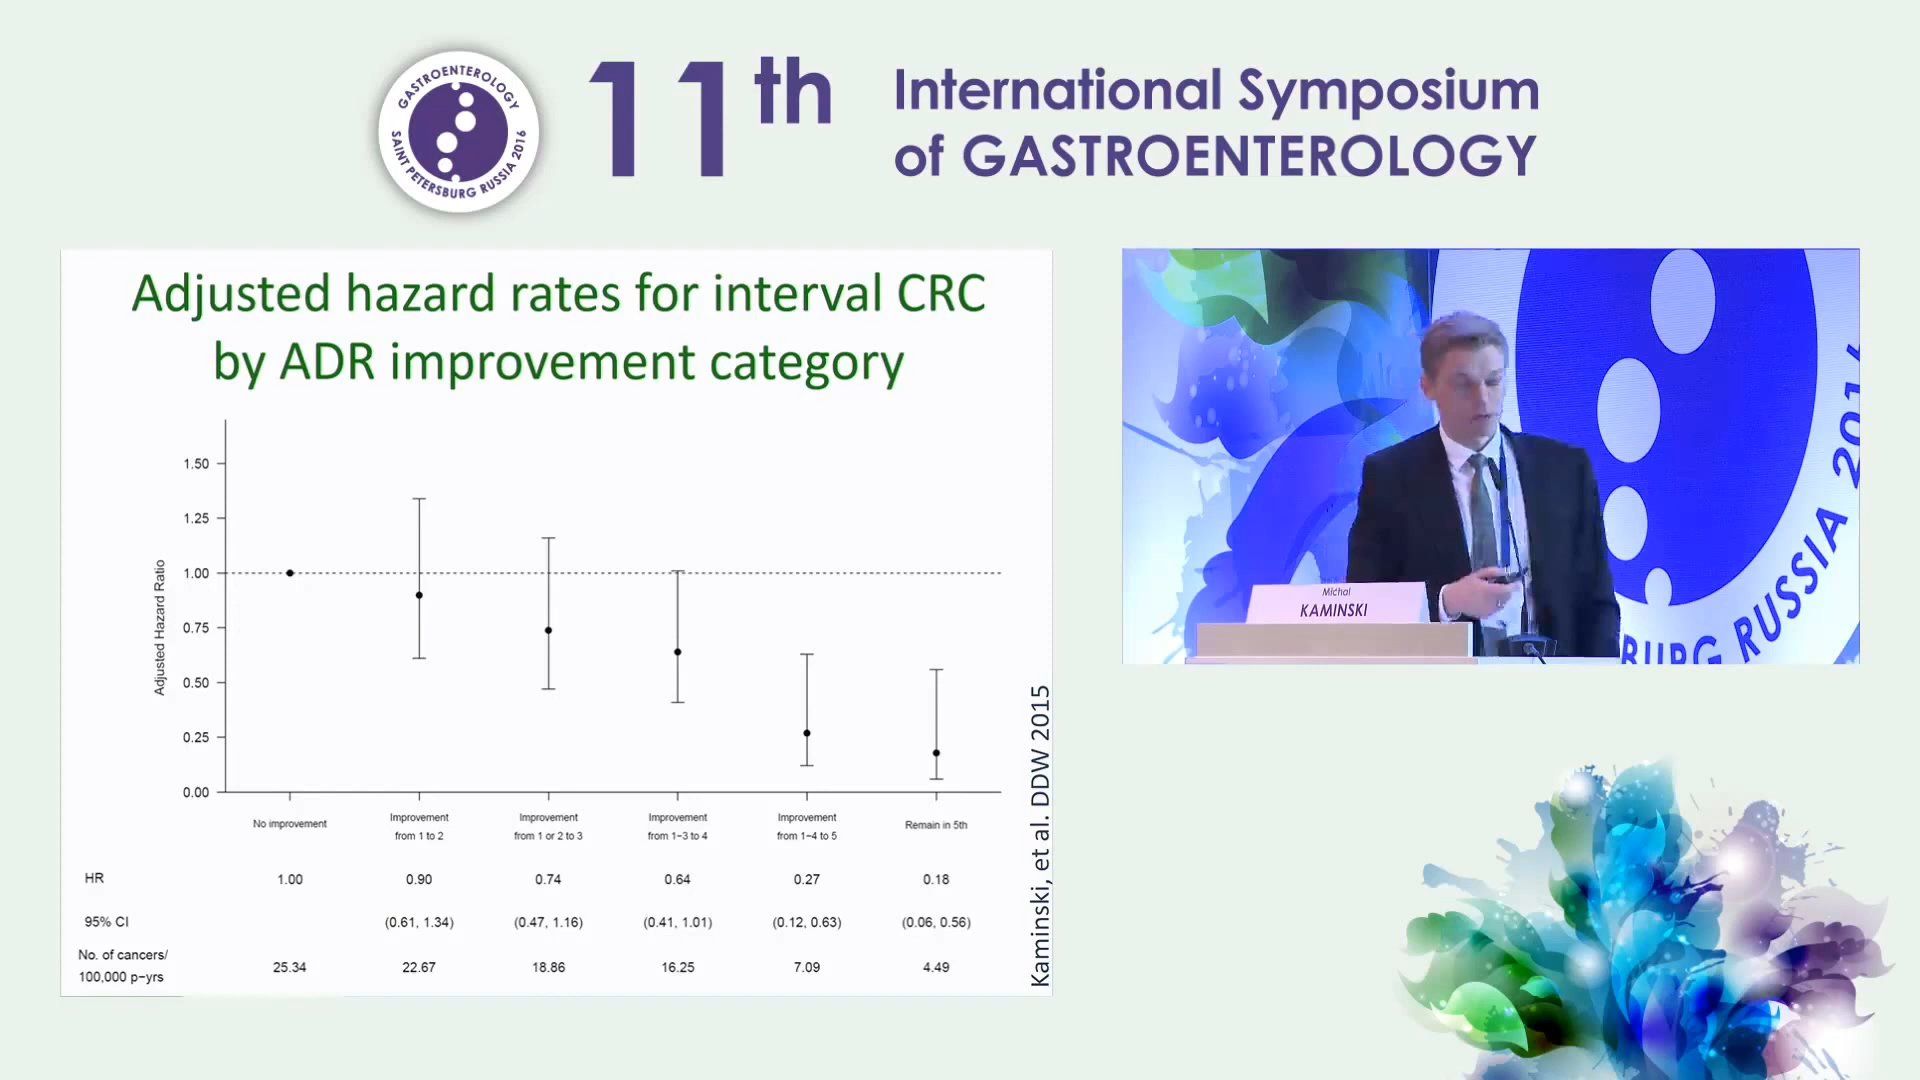 GASTROENTEROLOGY
SAINT PETERSBURG RUSSIA 2016
11th
International Symposium
of GASTROENTEROLOGY
Adjusted hazard rates for interval CRC
by ADR improvement category
Adjusted Hazard Ratio
1.50
1.25
1.00
0.75
0.50
0.25
0.00
No improvement
Improvement
from 1 to 2
Improvement
from 1 or 2 to 3
Improvement
from 1−3 to 4
Improvement
from 1−4 to 5
Remain in 5th
HR 1.00 0.90 0.74 0.64 0.27 0.18
95% CI (0.61, 1.34) (0.47, 1.16) (0.41, 1.01) (0.12, 0.63) (0.06, 0.56)
No. of cancers/
100,000 p−yrs 25.34 22.67 18.86 16.25 7.09 4.49
Kaminski, et al. DDW 2015
Michal
KAMINSKI
BURG RUSSIA 201